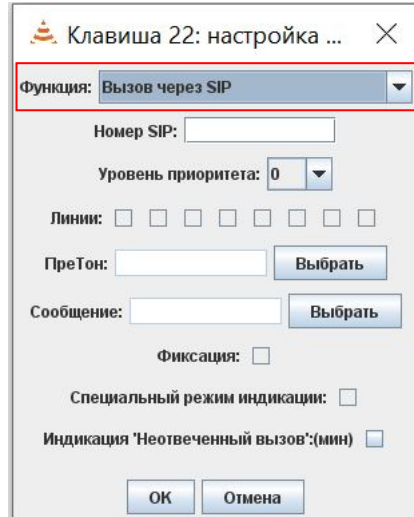 Клавиша 22: настройка ...
Функция: Вызов через SIP
Номер SIP:
Уровень приоритета: 0
Линии:
ПреТон: Выбрать
Сообщение: Выбрать
Фиксация:
Специальный режим индикации:
Индикация 'Неотвеченный вызов':(мин)
OK Отмена